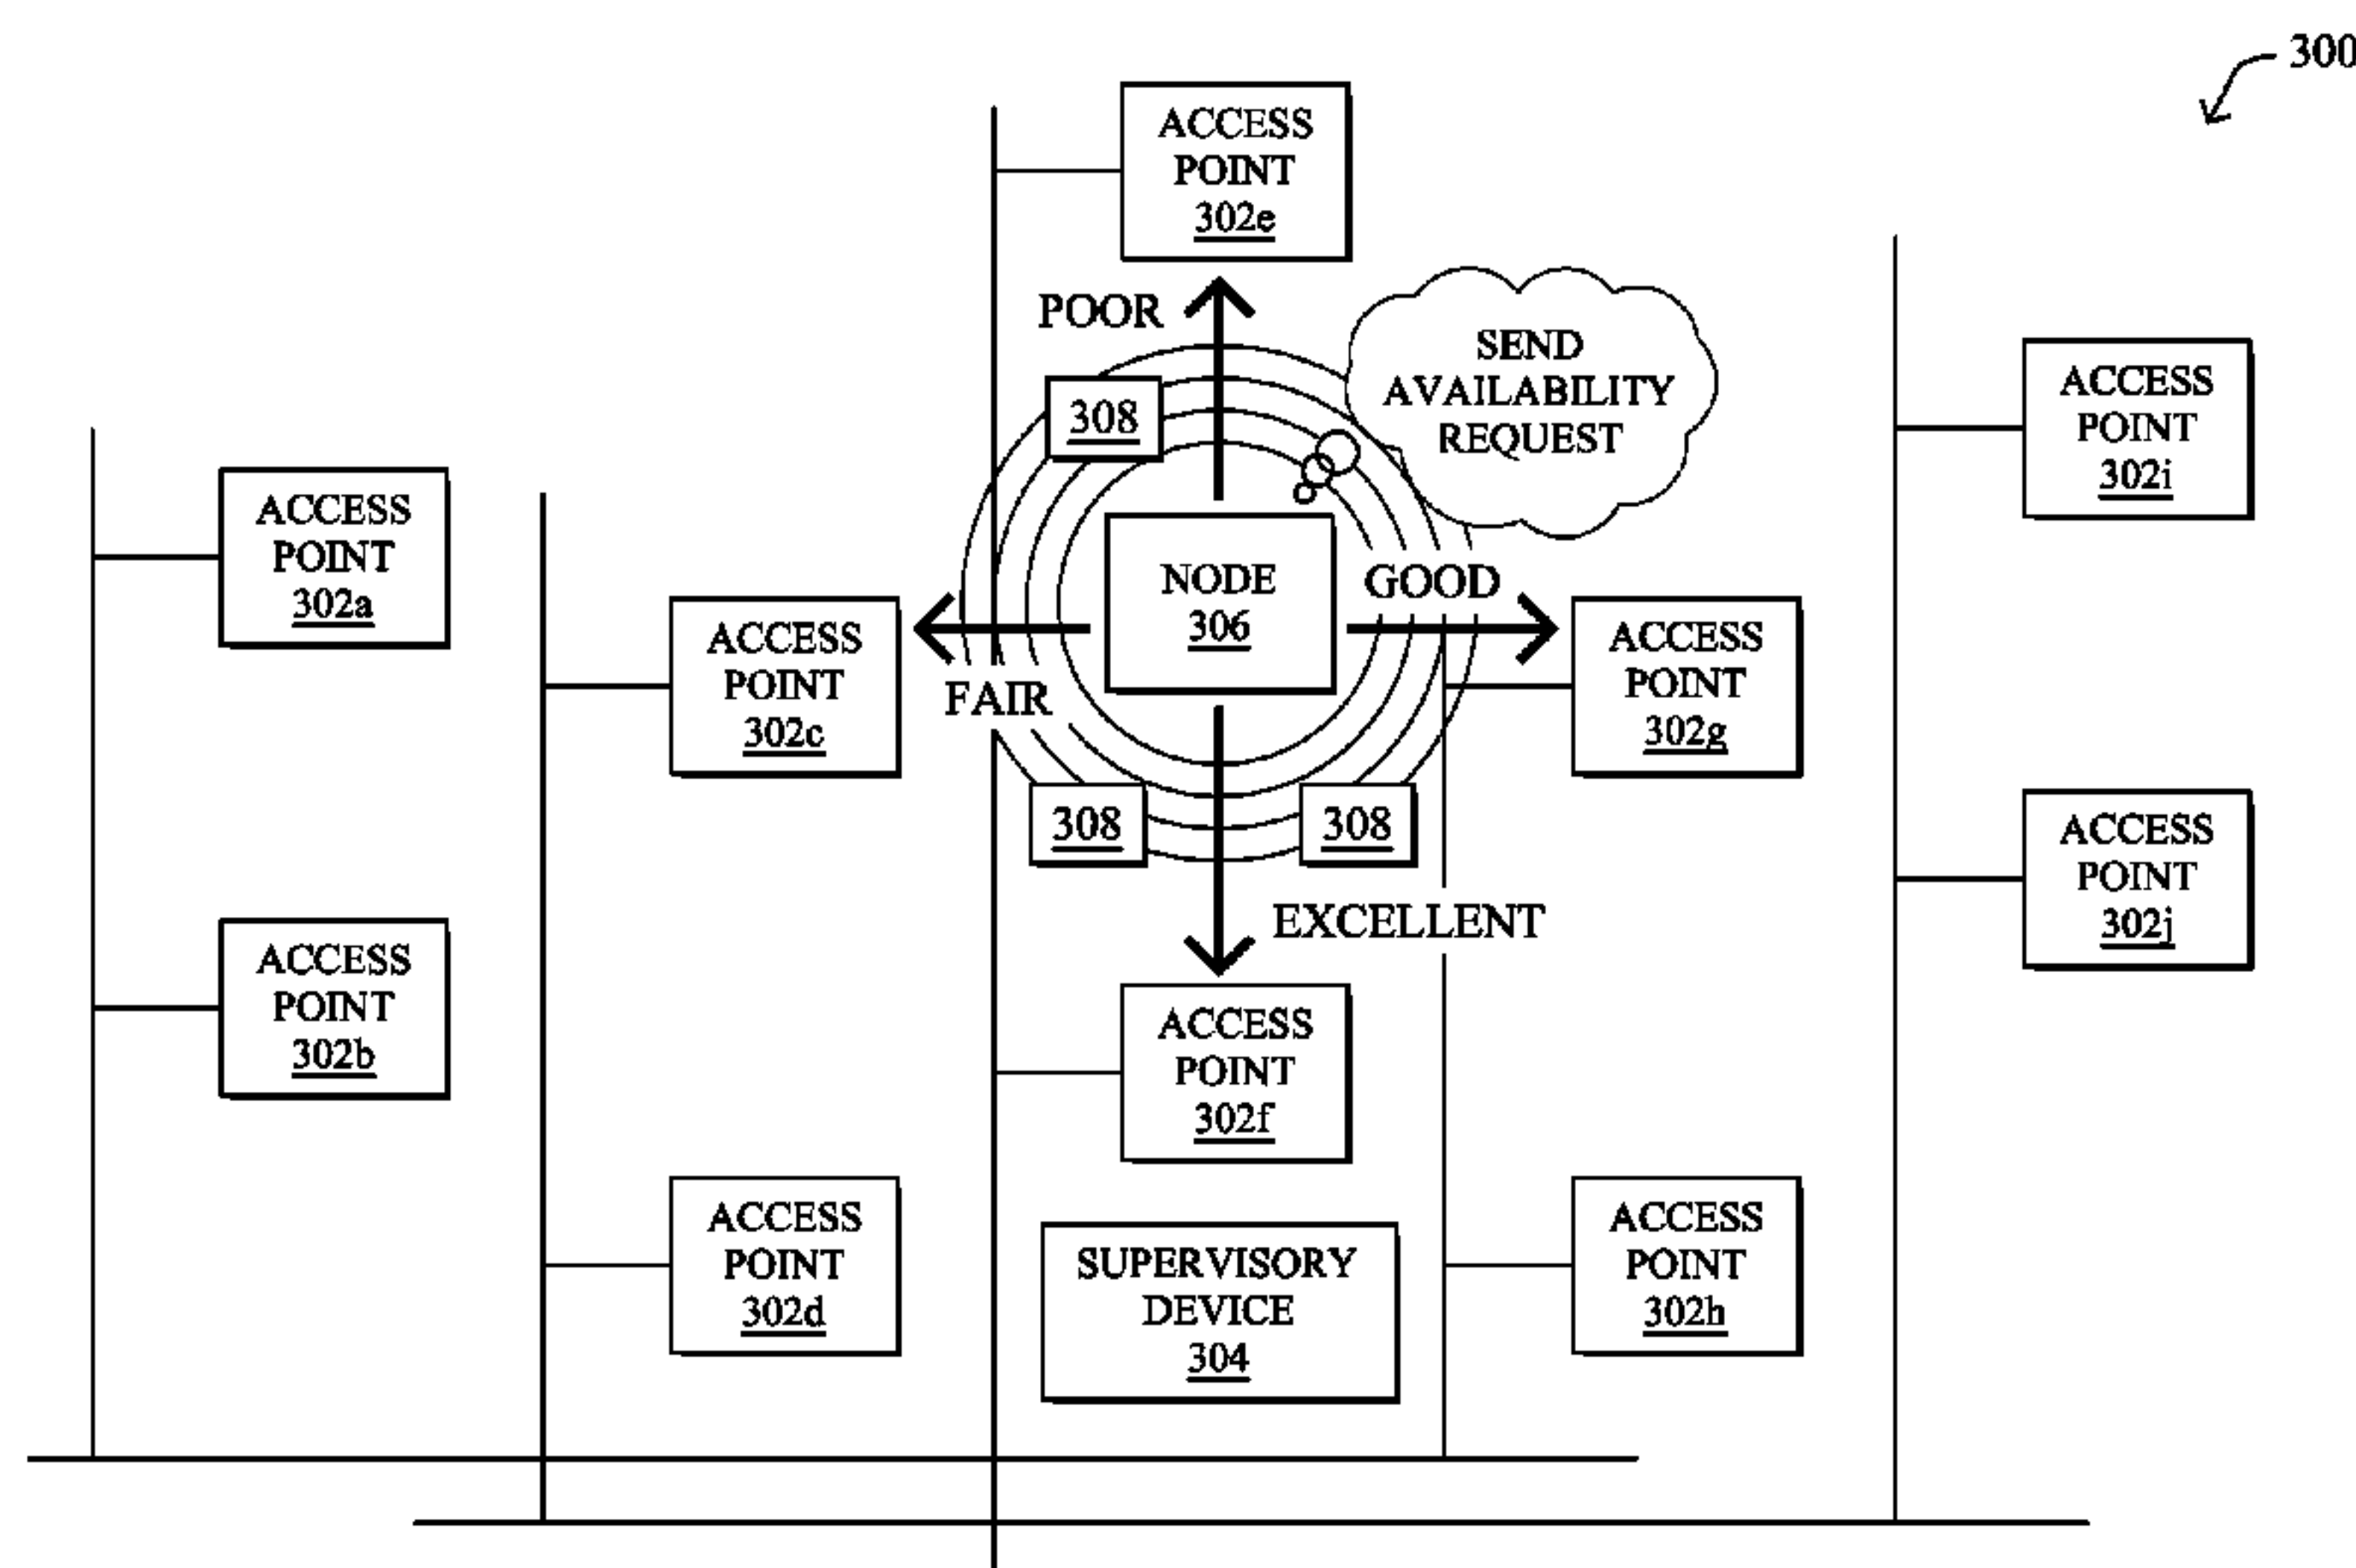 300
ACCESS
POINT
302e
POOR
SEND
AVAILABILITY
REQUEST
308
ACCESS
POINT
302i
ACCESS
POINT
302a
NODE
306
GOOD
ACCESS
POINT
302c
FAIR
ACCESS
POINT
302g
308
308
ACCESS
POINT
302j
EXCELLENT
ACCESS
POINT
302b
ACCESS
POINT
302f
ACCESS
POINT
302d
SUPERVISORY
DEVICE
304
ACCESS
POINT
302h